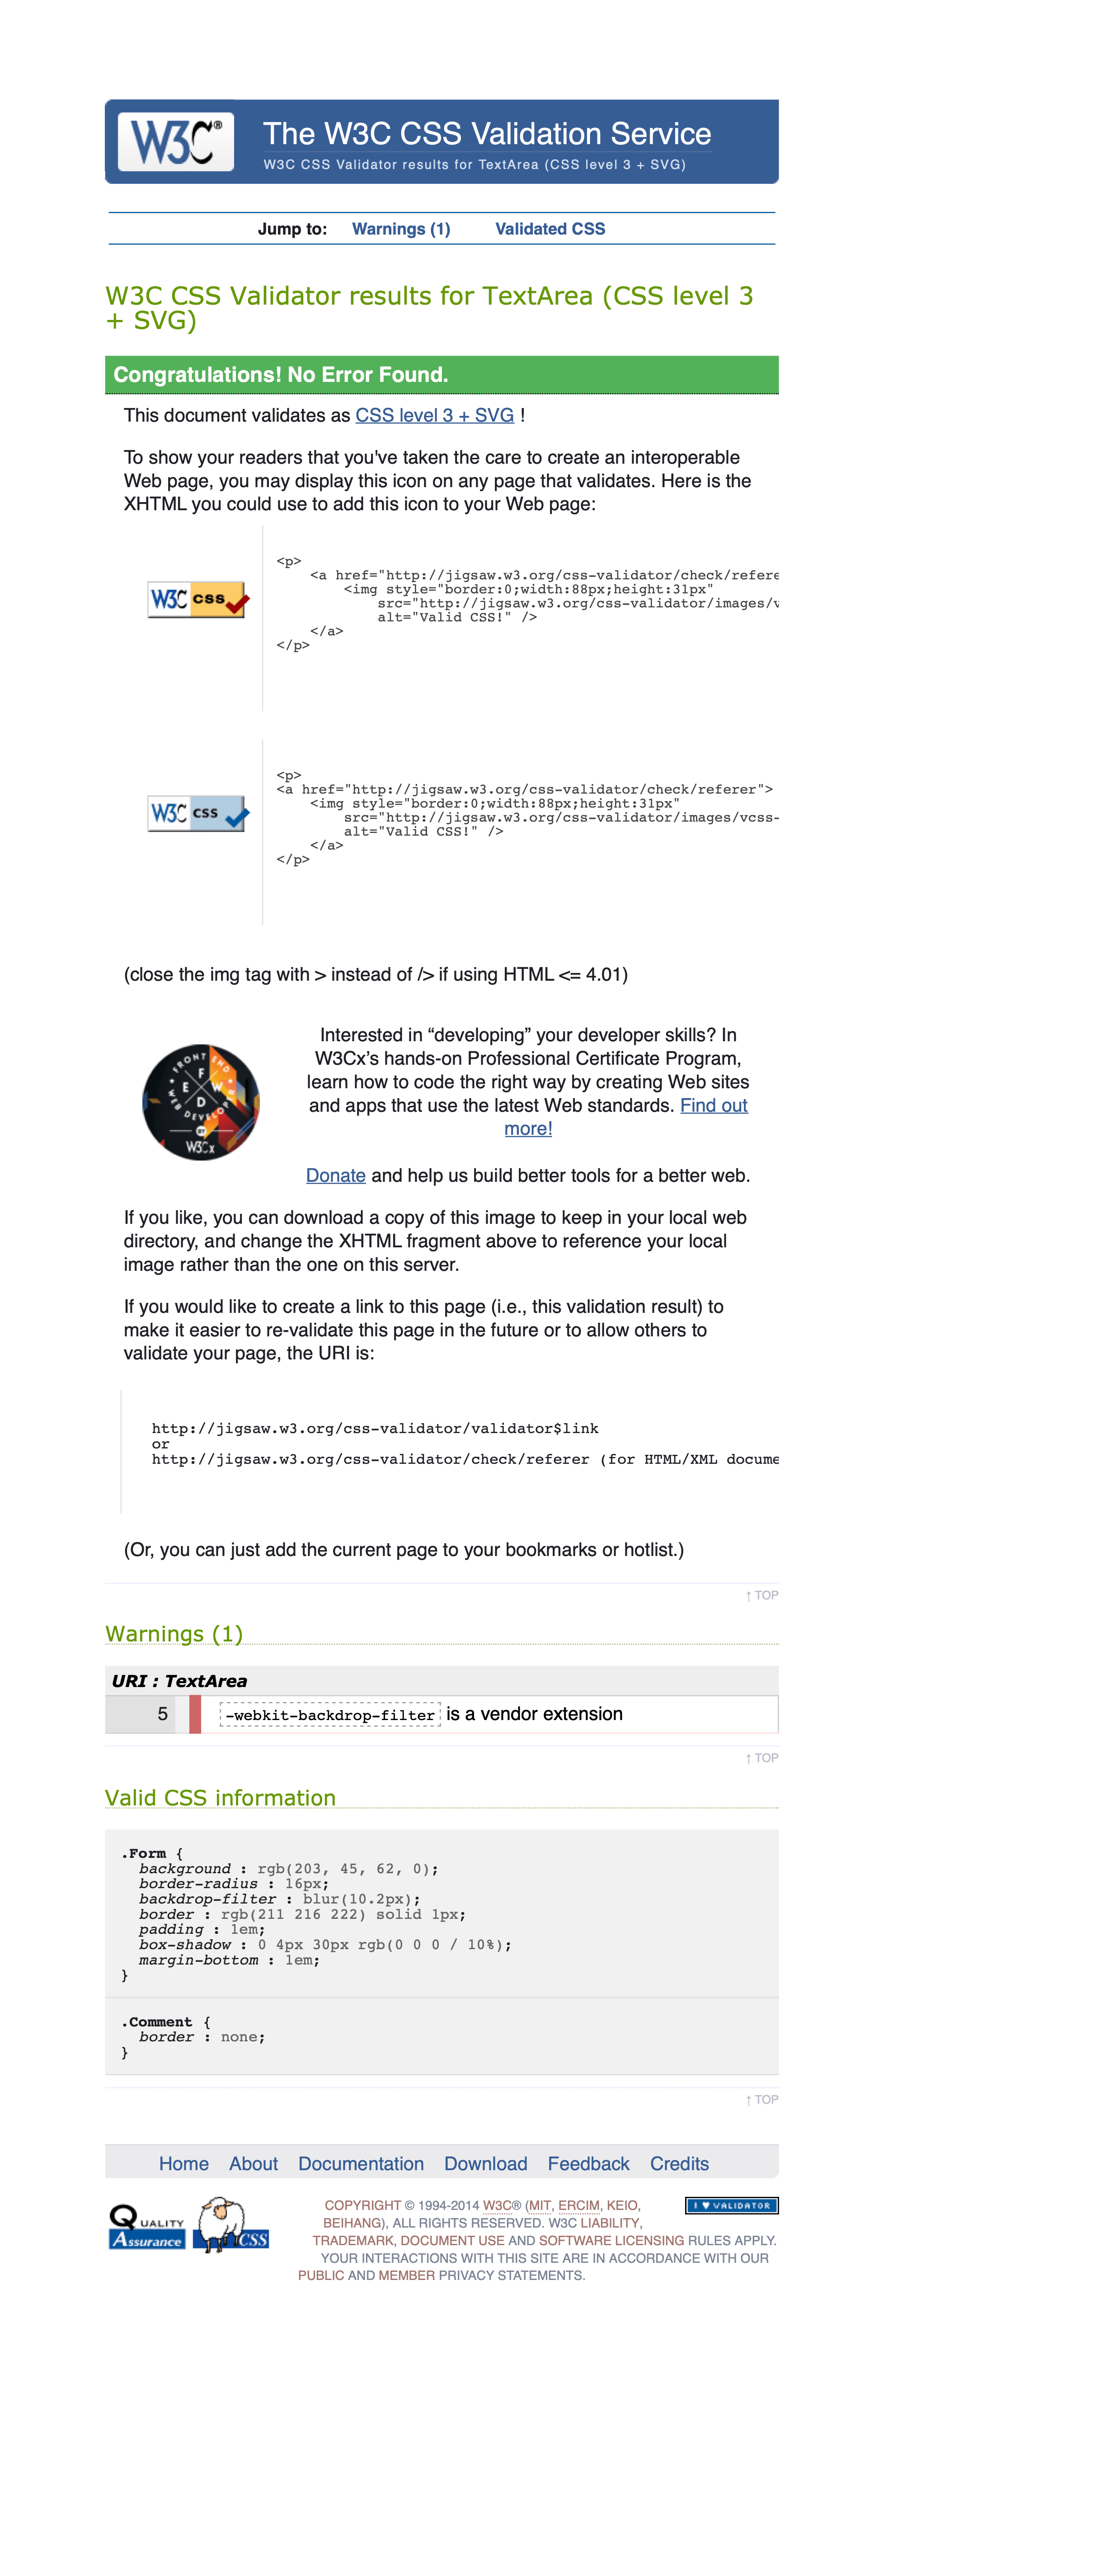 W3C®
The W3C CSS Validation Service
W3C CSS Validator results for TextArea (CSS level 3 + SVG)
Jump to: Warnings (1) Validated CSS
W3C CSS Validator results for TextArea (CSS level 3
+ SVG)
Congratulations! No Error Found.
This document validates as CSS level 3 + SVG !
To show your readers that you've taken the care to create an interoperable
Web page, you may display this icon on any page that validates. Here is the
XHTML you could use to add this icon to your Web page:
W3C css
<p>
<a href="http://jigsaw.w3.org/css-validator/check/refere
<img style="border:0;width:88px;height:31px"
src="http://jigsaw.w3.org/css-validator/images/v
alt="Valid CSS!" />
</a>
</p>
W3C css
<p>
<a href="http://jigsaw.w3.org/css-validator/check/referer">
<img style="border:0;width:88px;height:31px"
src="http://jigsaw.w3.org/css-validator/images/vcss-
alt="Valid CSS!" />
</a>
</p>
(close the img tag with > instead of /> if using HTML <= 4.01)
FRONT END
WEB DEVELOP
BY
W3Cx
Interested in “developing” your developer skills? In
W3Cx’s hands-on Professional Certificate Program,
learn how to code the right way by creating Web sites
and apps that use the latest Web standards. Find out
more!
Donate and help us build better tools for a better web.
If you like, you can download a copy of this image to keep in your local web
directory, and change the XHTML fragment above to reference your local
image rather than the one on this server.
If you would like to create a link to this page (i.e., this validation result) to
make it easier to re-validate this page in the future or to allow others to
validate your page, the URI is:
http://jigsaw.w3.org/css-validator/validator$link
or
http://jigsaw.w3.org/css-validator/check/referer (for HTML/XML docume
(Or, you can just add the current page to your bookmarks or hotlist.)
↑ TOP
Warnings (1)
URI : TextArea
5 -webkit-backdrop-filter is a vendor extension
↑ TOP
Valid CSS information
.Form {
background : rgb(203, 45, 62, 0);
border-radius : 16px;
backdrop-filter : blur(10.2px);
border : rgb(211 216 222) solid 1px;
padding : 1em;
box-shadow : 0 4px 30px rgb(0 0 0 / 10%);
margin-bottom : 1em;
}
.Comment {
border : none;
}
↑ TOP
Home About Documentation Download Feedback Credits
QUALITY
Assurance
CSS
COPYRIGHT © 1994-2014 W3C® (MIT, ERCIM, KEIO,
BEIHANG), ALL RIGHTS RESERVED. W3C LIABILITY,
TRADEMARK, DOCUMENT USE AND SOFTWARE LICENSING RULES APPLY.
YOUR INTERACTIONS WITH THIS SITE ARE IN ACCORDANCE WITH OUR
PUBLIC AND MEMBER PRIVACY STATEMENTS.
I ♥ VALIDATOR